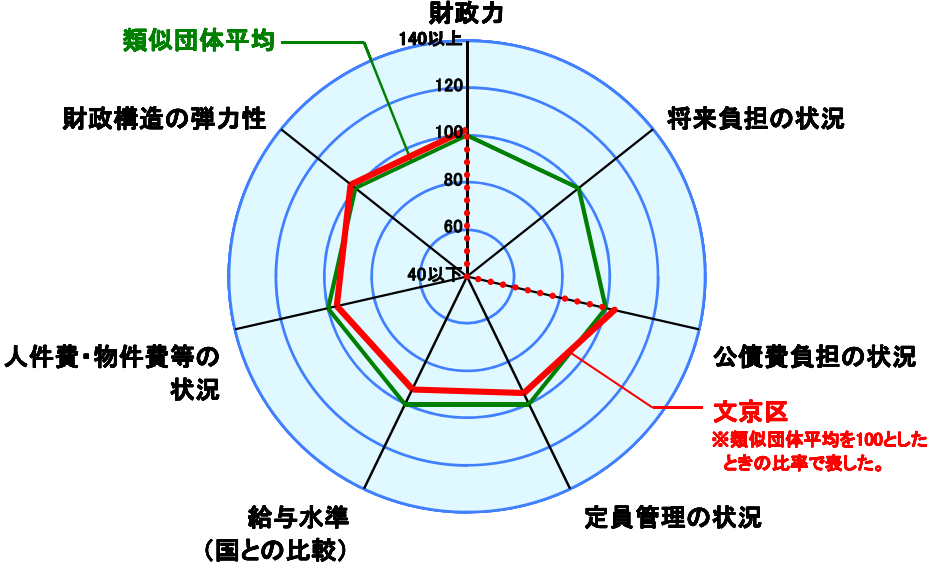 財政力
類似団体平均
140以上
120
100
80
60
40以下
財政構造の弾力性
将来負担の状況
人件費・物件費等の
状況
公債費負担の状況
文京区
※類似団体平均を100とした
ときの比率で表した。
給与水準
（国との比較）
定員管理の状況